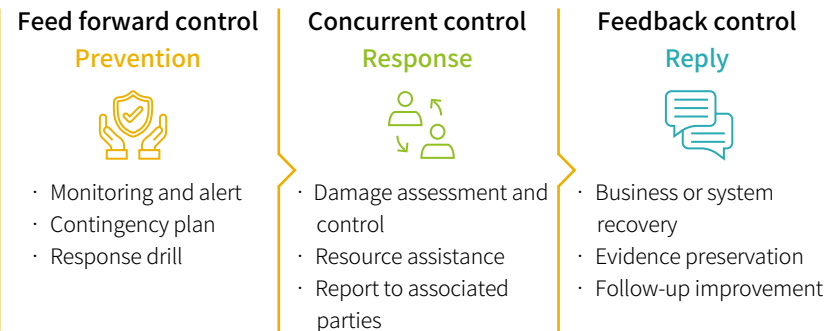 Feed forward control
Prevention
· Monitoring and alert
· Contingency plan
· Response drill
Concurrent control
Response
· Damage assessment and
control
· Resource assistance
· Report to associated
parties
Feedback control
Reply
· Business or system
recovery
· Evidence preservation
· Follow-up improvement